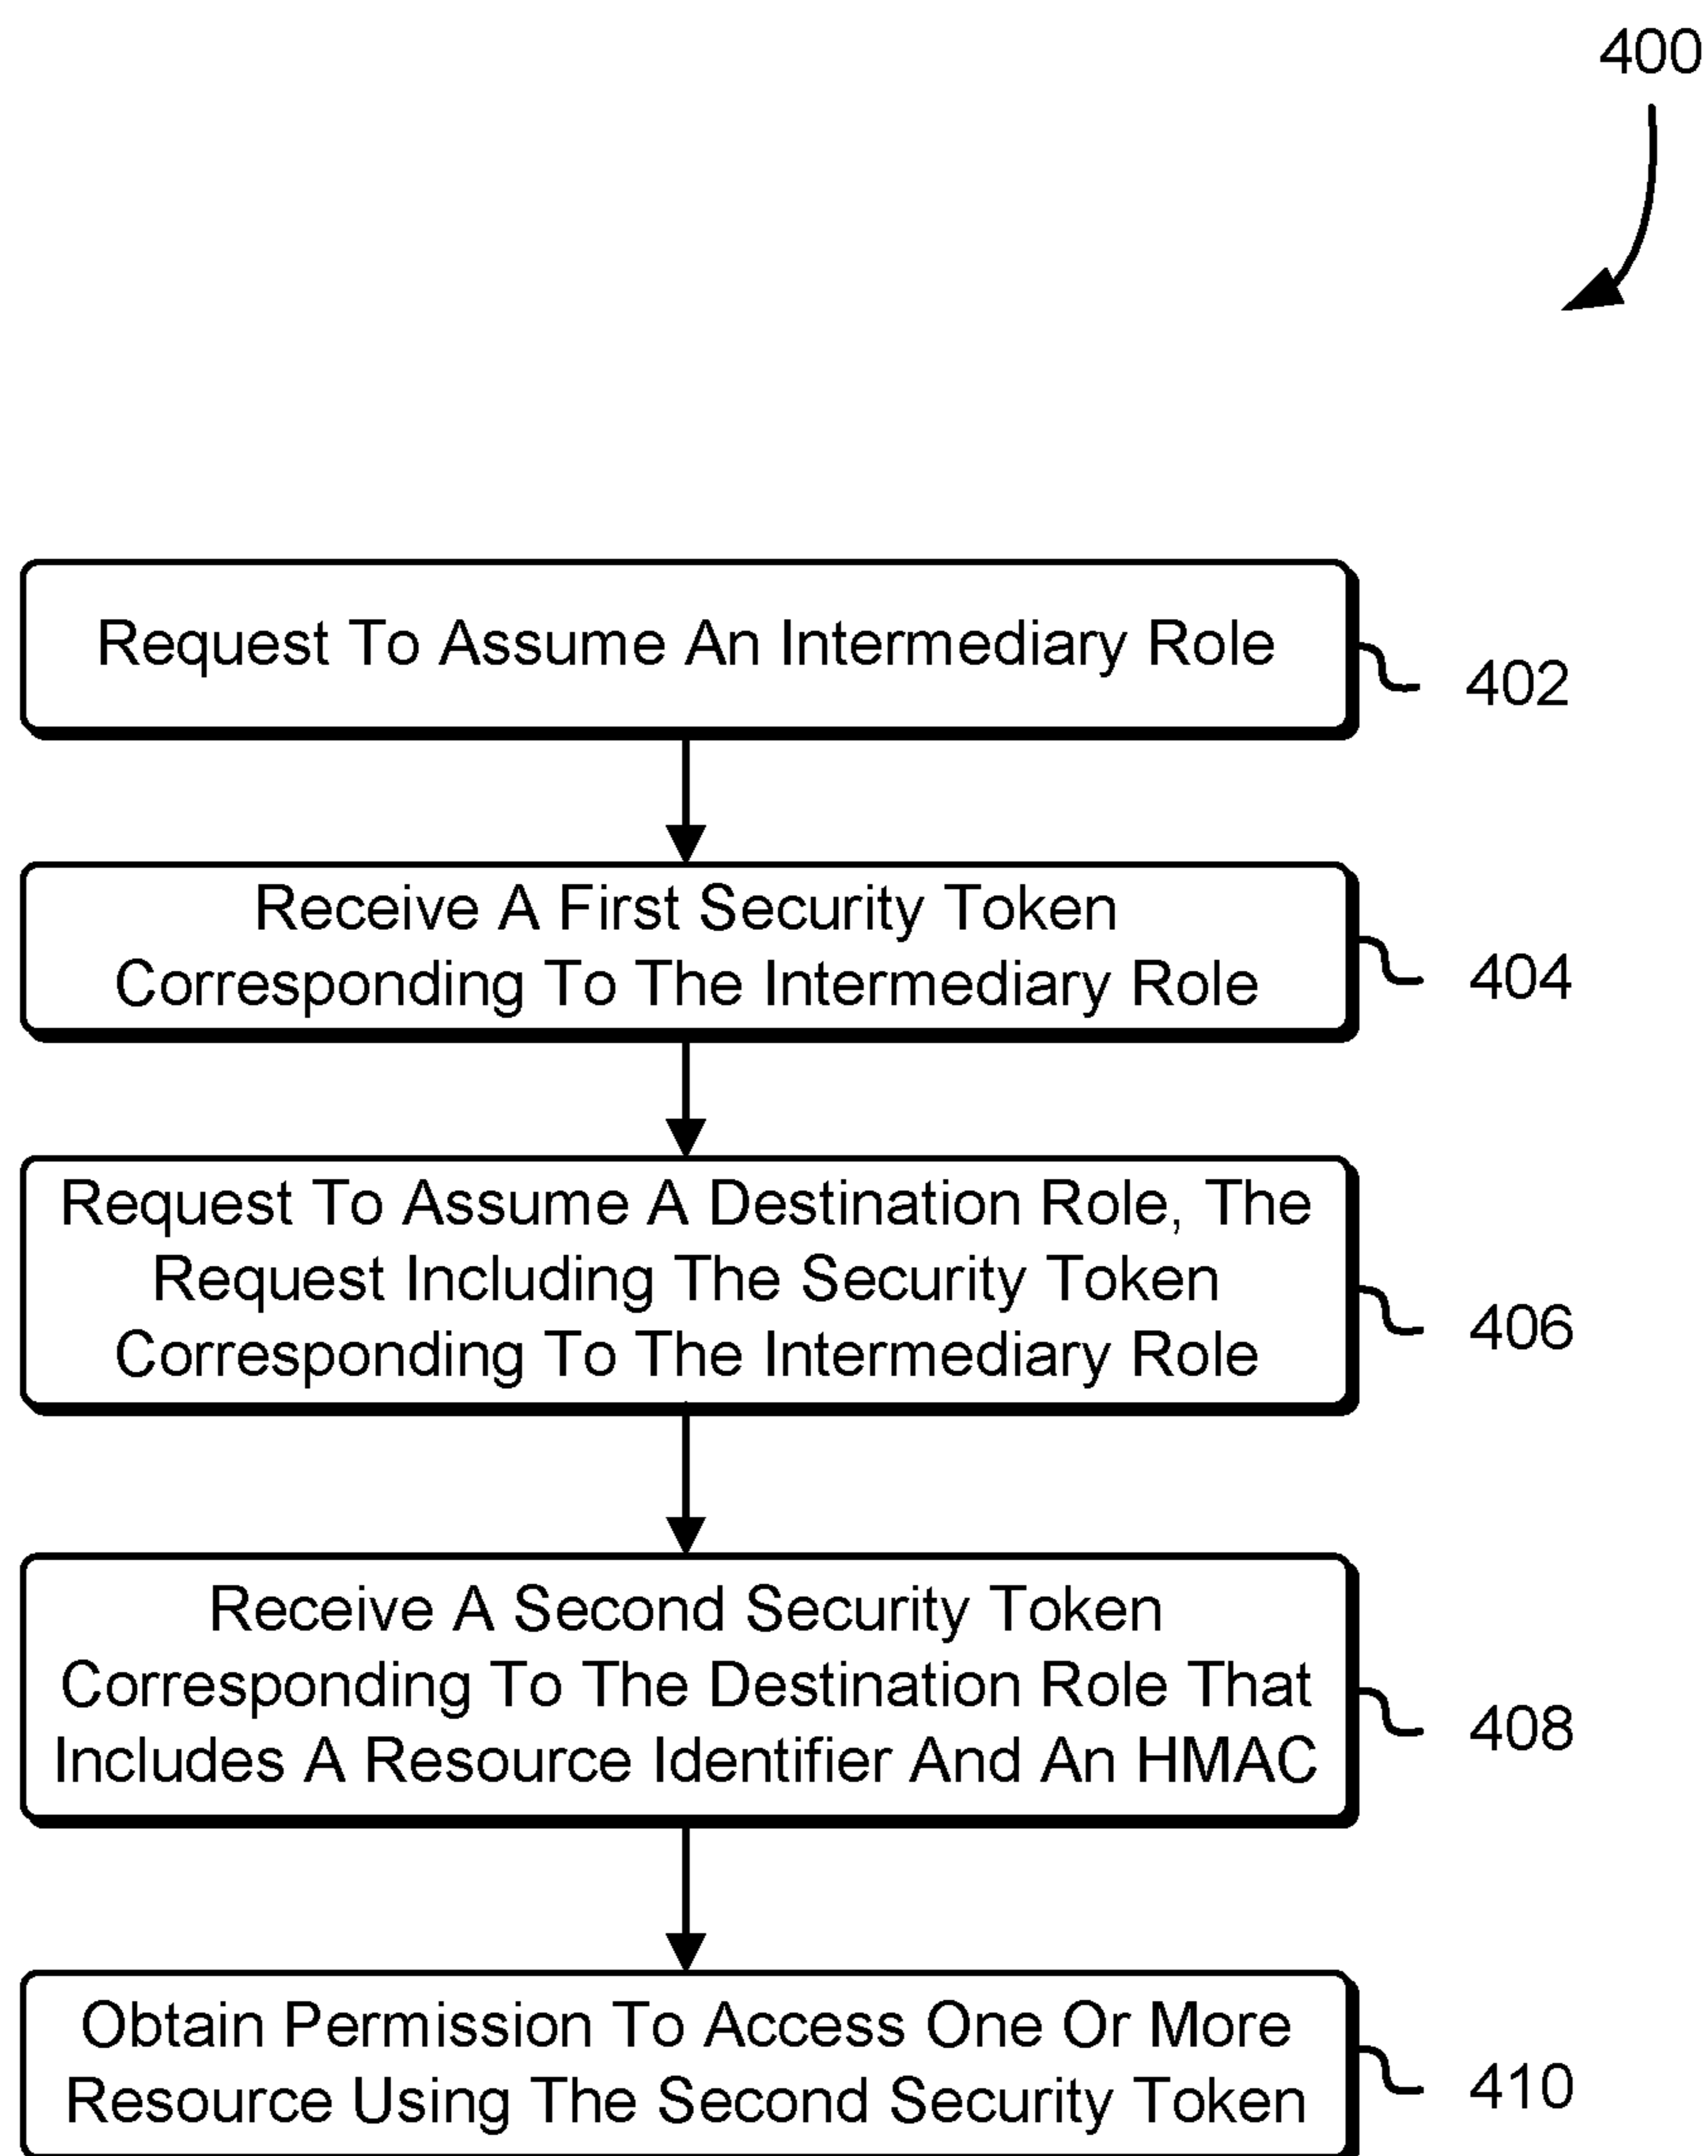 400
Request To Assume An Intermediary Role
402
Receive A First Security Token
Corresponding To The Intermediary Role
404
Request To Assume A Destination Role, The
Request Including The Security Token
Corresponding To The Intermediary Role
406
Receive A Second Security Token
Corresponding To The Destination Role That
Includes A Resource Identifier And An HMAC
408
Obtain Permission To Access One Or More
Resource Using The Second Security Token
410